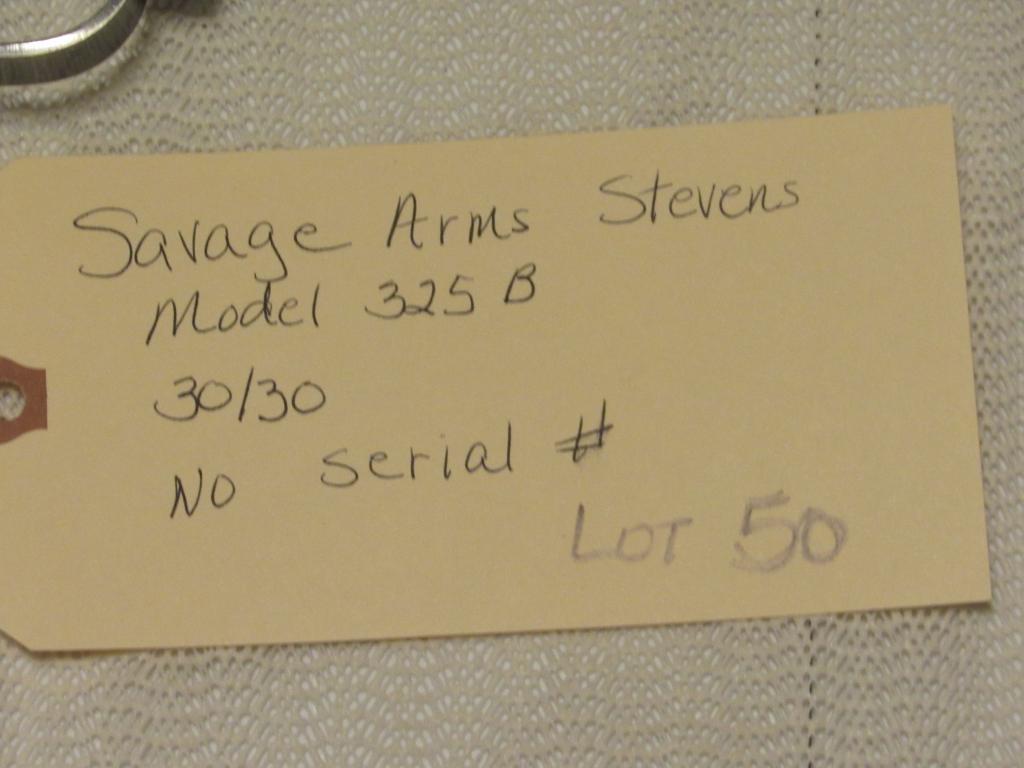 Savage Arms Stevens
Model 325 B
30/30
No serial #
LOT 50